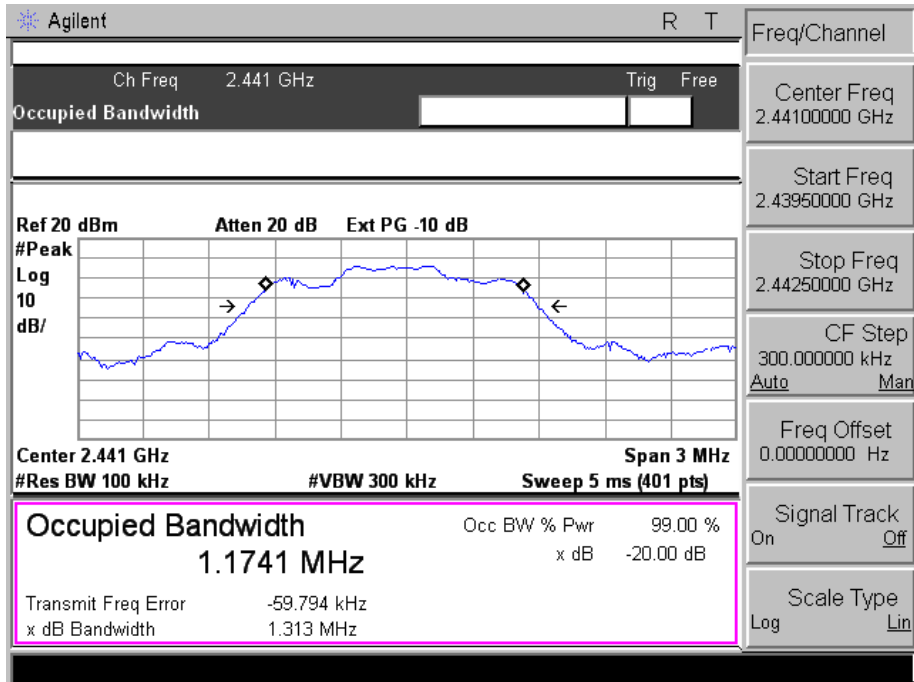 Agilent R T
Ch Freq 2.441 GHz Trig Free
Occupied Bandwidth
Ref 20 dBm Atten 20 dB Ext PG -10 dB
#Peak
Log
10
dB/
Center 2.441 GHz Span 3 MHz
#Res BW 100 kHz #VBW 300 kHz Sweep 5 ms (401 pts)
Occupied Bandwidth
1.1741 MHz
Occ BW % Pwr 99.00 %
x dB -20.00 dB
Transmit Freq Error -59.794 kHz
x dB Bandwidth 1.313 MHz
Freq/Channel
Center Freq
2.44100000 GHz
Start Freq
2.43950000 GHz
Stop Freq
2.44250000 GHz
CF Step
300.000000 kHz
Auto Man
Freq Offset
0.00000000 Hz
Signal Track
On Off
Scale Type
Log Lin